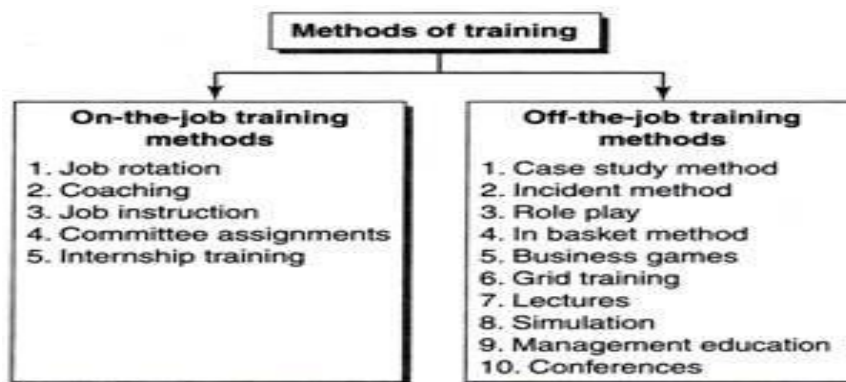 Methods of training
On-the-job training
methods
1. Job rotation
2. Coaching
3. Job instruction
4. Committee assignments
5. Internship training
Off-the-job training
methods
1. Case study method
2. Incident method
3. Role play
4. In basket method
5. Business games
6. Grid training
7. Lectures
8. Simulation
9. Management education
10. Conferences